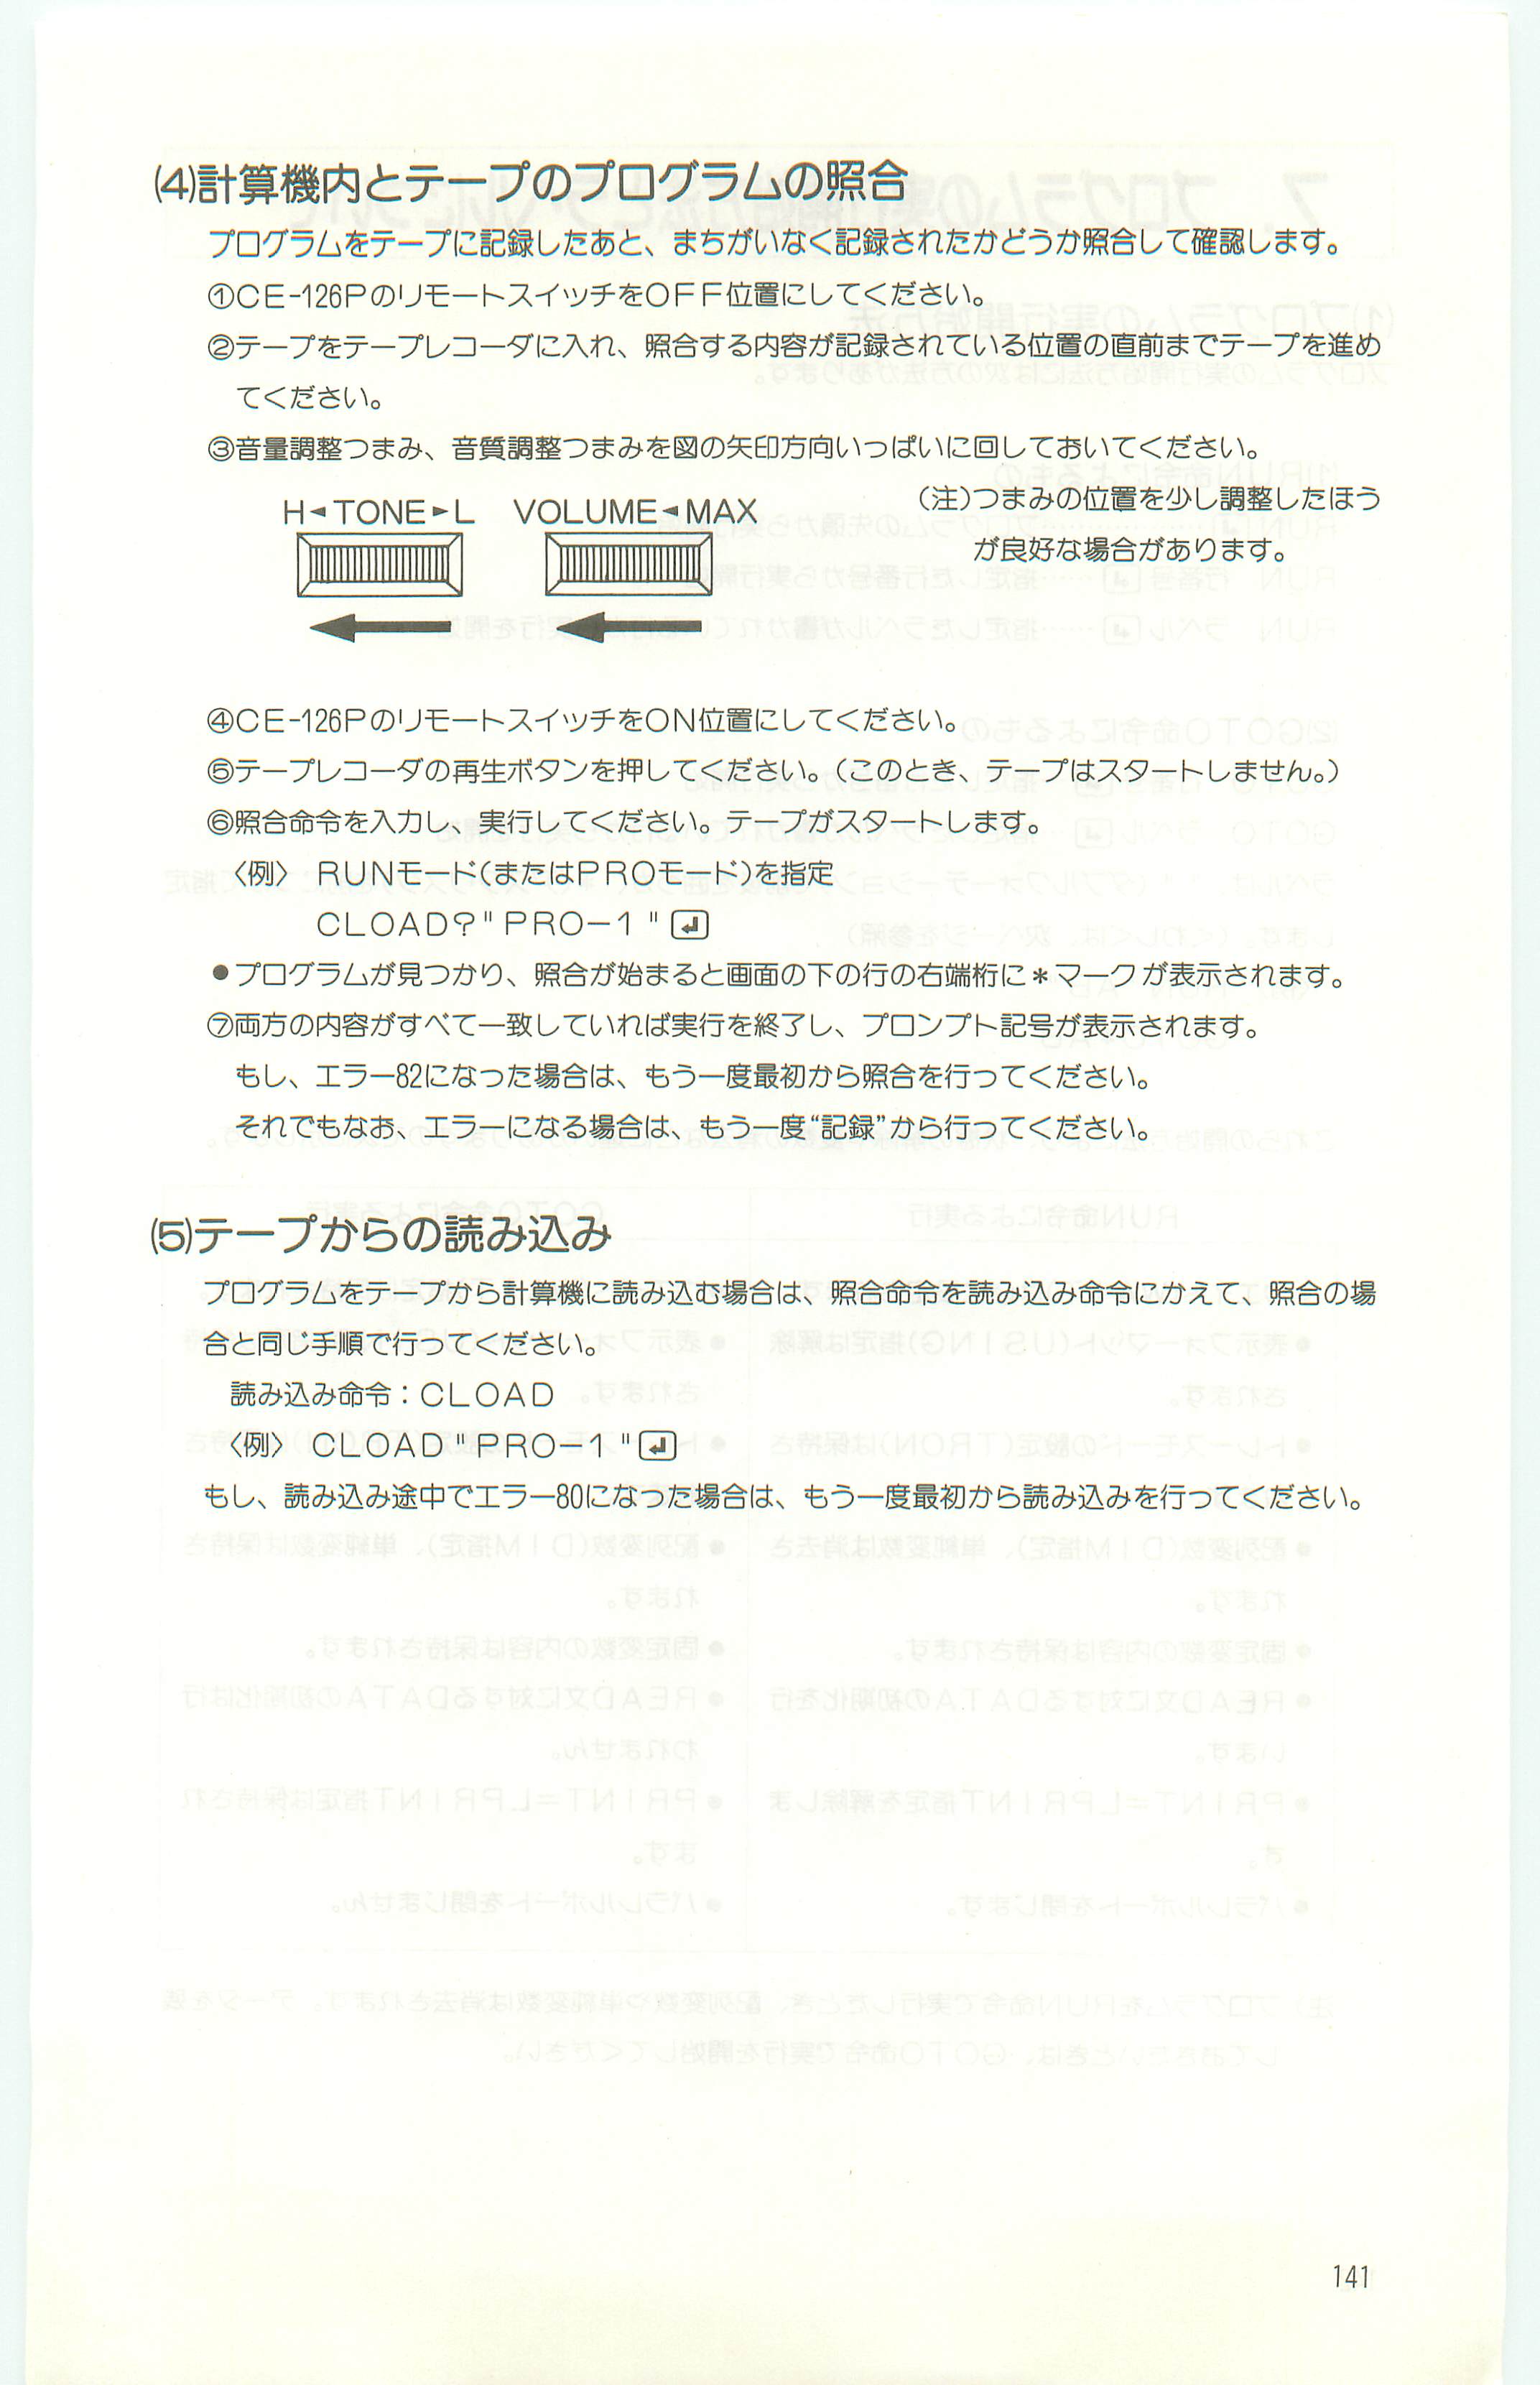 (4)計算機内とテープのプログラムの照合
プログラムをテープに記録したあと、まちがいなく記録されたかどうか照合して確認します。
①CE-126PのリモートスイッチをOFF位置にしてください。
②テープをテープレコーダに入れ、照合する内容が記録されている位置の直前までテープを進め
てください。
③音量調整つまみ、音質調整つまみを図の矢印方向いっぱいに回しておいてください。
H◄TONE►L VOLUME◄MAX
(注)つまみの位置を少し調整したほう
が良好な場合があります。
④CE-126PのリモートスイッチをON位置にしてください。
⑤テープレコーダの再生ボタンを押してください。(このとき、テープはスタートしません。)
⑥照合命令を入力し、実行してください。テープがスタートします。
〈例〉 RUNモード(またはPROモード)を指定
CLOAD?"PRO−1"↲
●プログラムが見つかり、照合が始まると画面の下の行の右端桁に＊マークが表示されます。
⑦両方の内容がすべて一致していれば実行を終了し、プロンプト記号が表示されます。
もし、エラー82になった場合は、もう一度最初から照合を行ってください。
それでもなお、エラーになる場合は、もう一度“記録”から行ってください。
(5)テープからの読み込み
プログラムをテープから計算機に読み込む場合は、照合命令を読み込み命令にかえて、照合の場
合と同じ手順で行ってください。
読み込み命令：CLOAD
〈例〉 CLOAD"PRO−1"↲
もし、読み込み途中でエラー80になった場合は、もう一度最初から読み込みを行ってください。
141